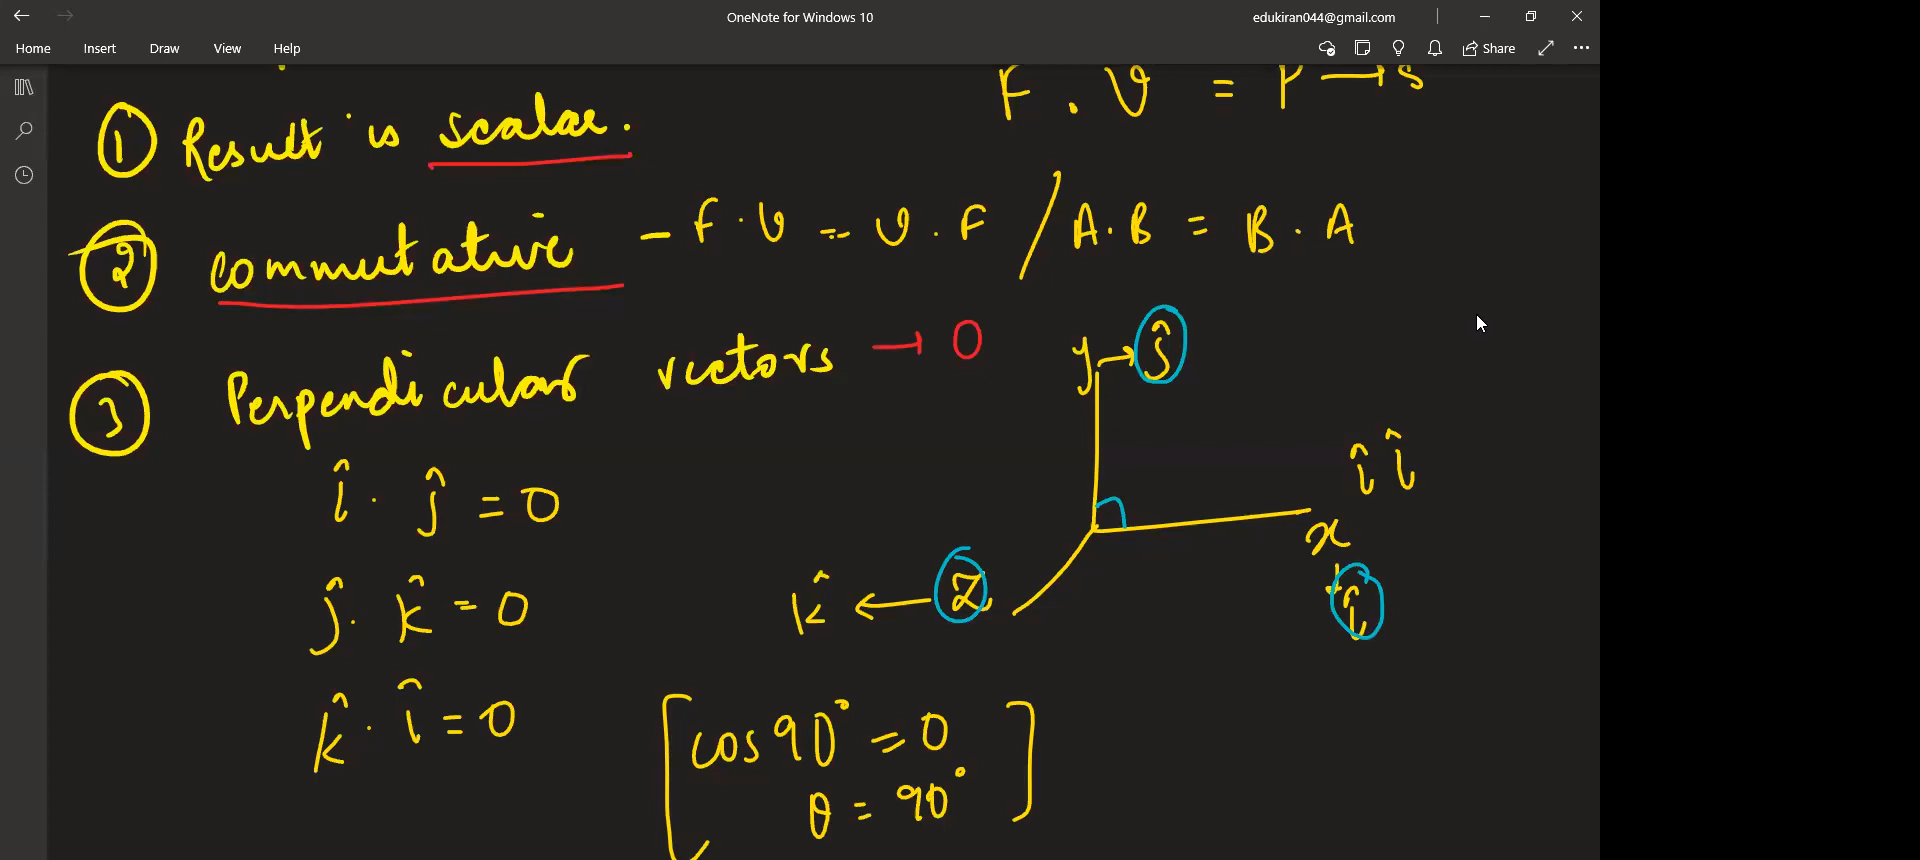 OneNote for Windows 10
edukiran044@gmail.com
Home Insert Draw View Help
Share
F . v = P → s
① Result is scalar.
② commutative - F . v = v . F / A . B = B . A
③ Perpendicular vectors → 0
y → ĵ
î . ĵ = 0
î î
x
ĵ . k̂ = 0
k̂ ← z
î
k̂ . î = 0
[cos 90° = 0
θ = 90°]